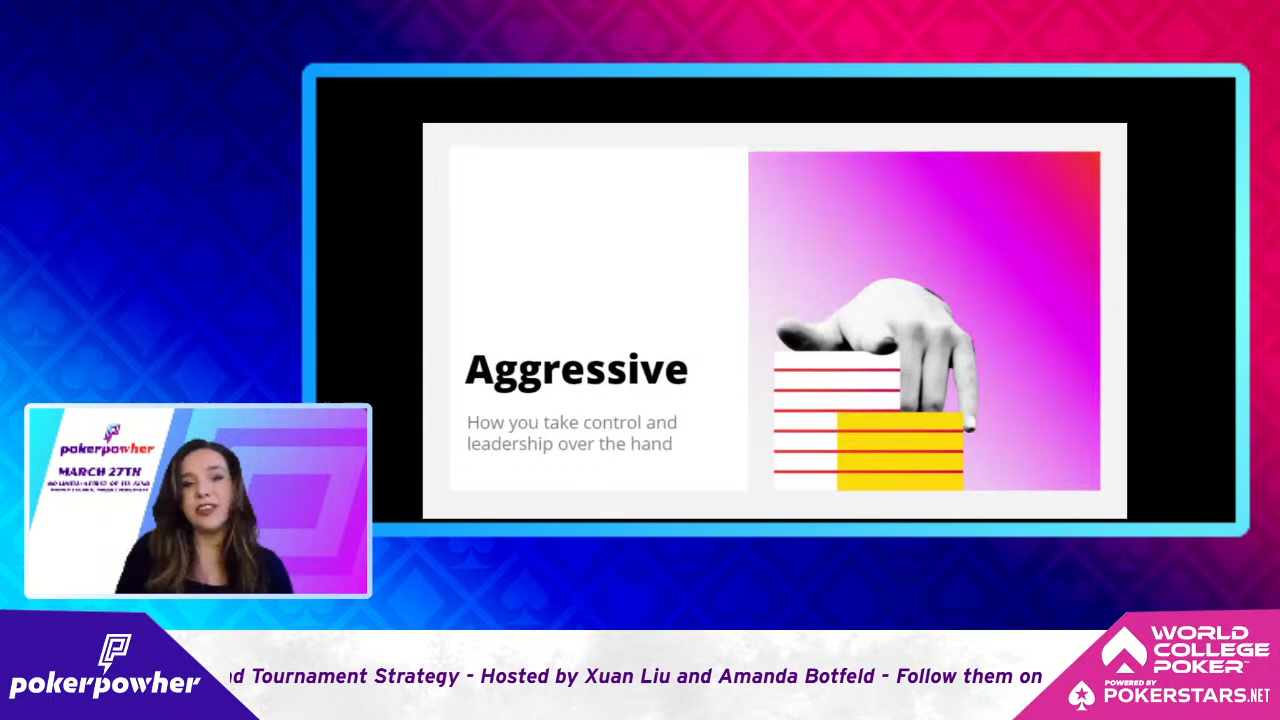 Aggressive
How you take control and
leadership over the hand
pokerpowher
MARCH 27TH
pokerpowher
d Tournament Strategy - Hosted by Xuan Liu and Amanda Botfeld - Follow them on
WORLD
COLLEGE
POKER
POWERED BY
POKERSTARS.NET